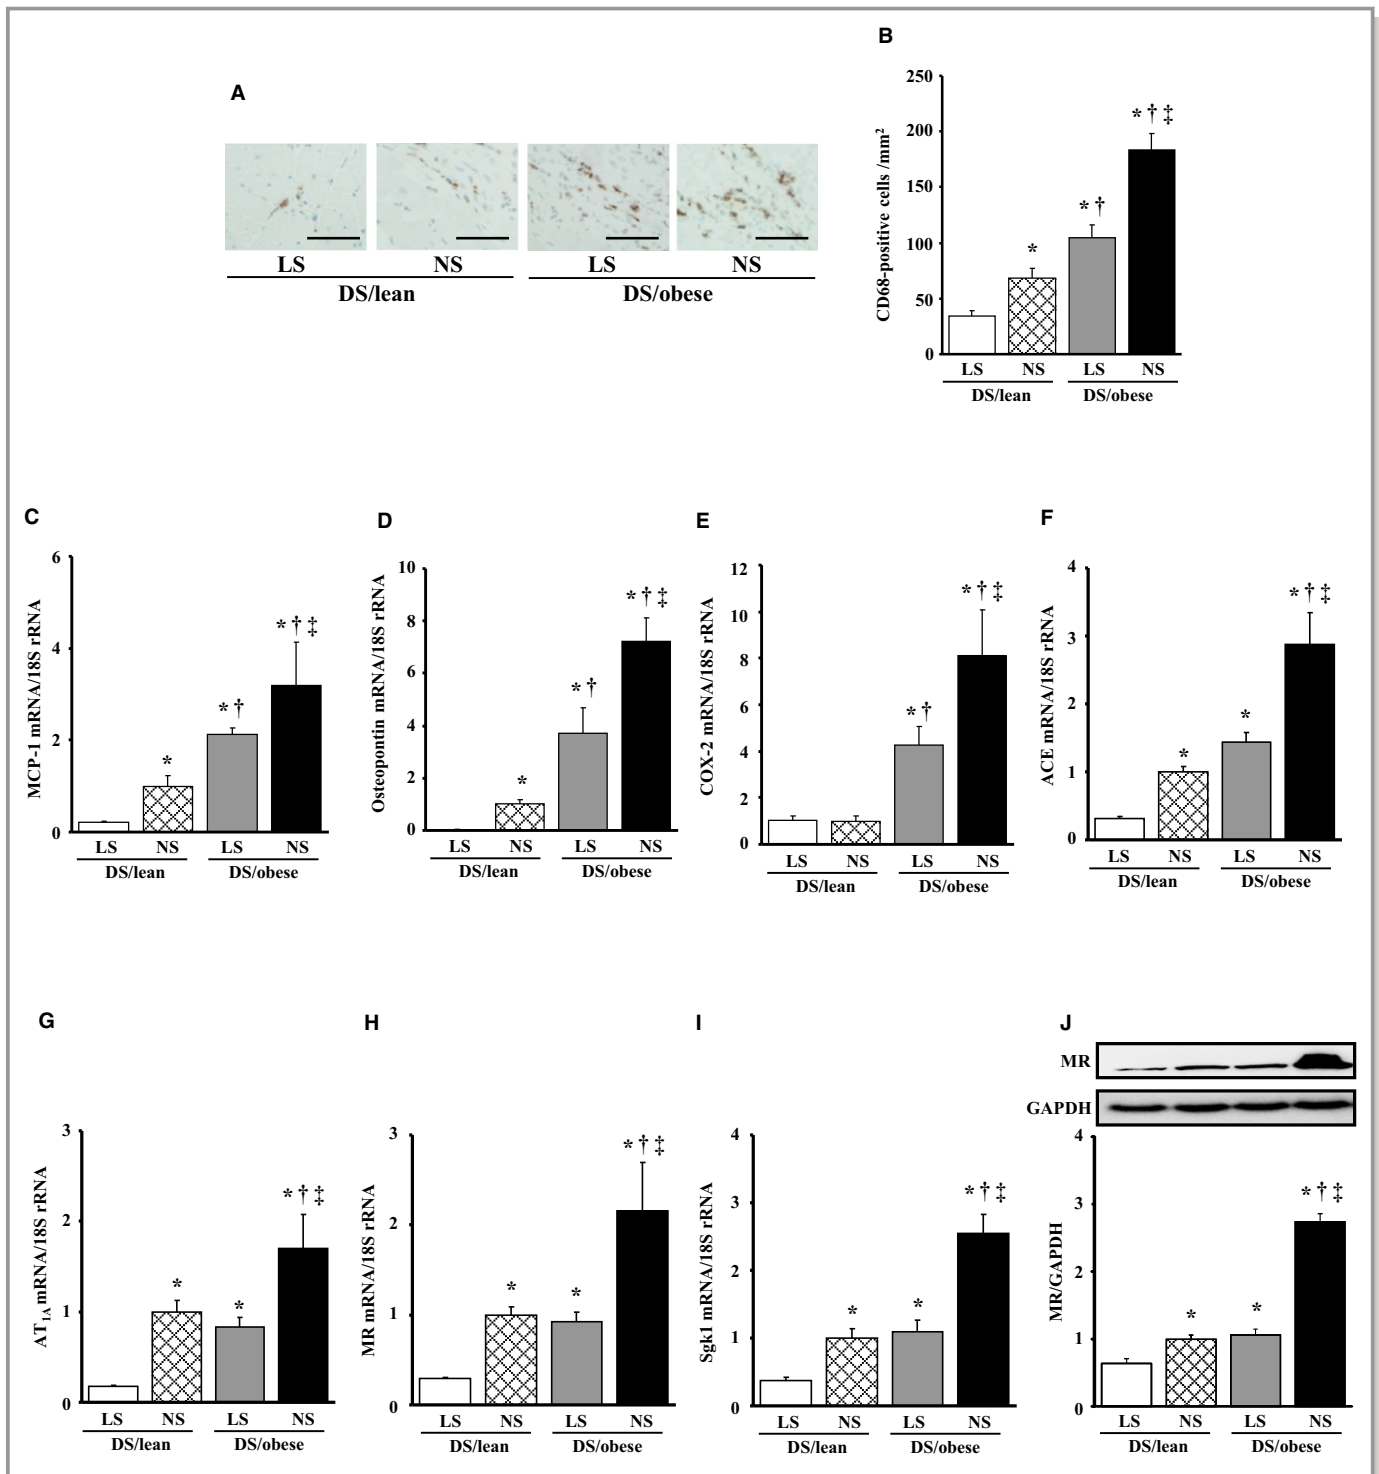 A
LS NS LS NS
DS/lean DS/obese
B
CD68-positive cells /mm²
250
200
150
100
50
0
*
* †
* † ‡
LS NS LS NS
DS/lean DS/obese
C
MCP-1 mRNA/18S rRNA
6
4
2
0
*
* †
* † ‡
LS NS LS NS
DS/lean DS/obese
D
Osteopontin mRNA/18S rRNA
10
8
6
4
2
0
*
* †
* † ‡
LS NS LS NS
DS/lean DS/obese
E
COX-2 mRNA/18S rRNA
12
10
8
6
4
2
0
* †
* † ‡
LS NS LS NS
DS/lean DS/obese
F
ACE mRNA/18S rRNA
4
3
2
1
0
*
*
* † ‡
LS NS LS NS
DS/lean DS/obese
G
AT1A mRNA/18S rRNA
3
2
1
0
*
*
* † ‡
LS NS LS NS
DS/lean DS/obese
H
MR mRNA/18S rRNA
3
2
1
0
*
*
* † ‡
LS NS LS NS
DS/lean DS/obese
I
Sgk1 mRNA/18S rRNA
4
3
2
1
0
*
*
* † ‡
LS NS LS NS
DS/lean DS/obese
J
MR
GAPDH
MR/GAPDH
4
3
2
1
0
*
*
* † ‡
LS NS LS NS
DS/lean DS/obese